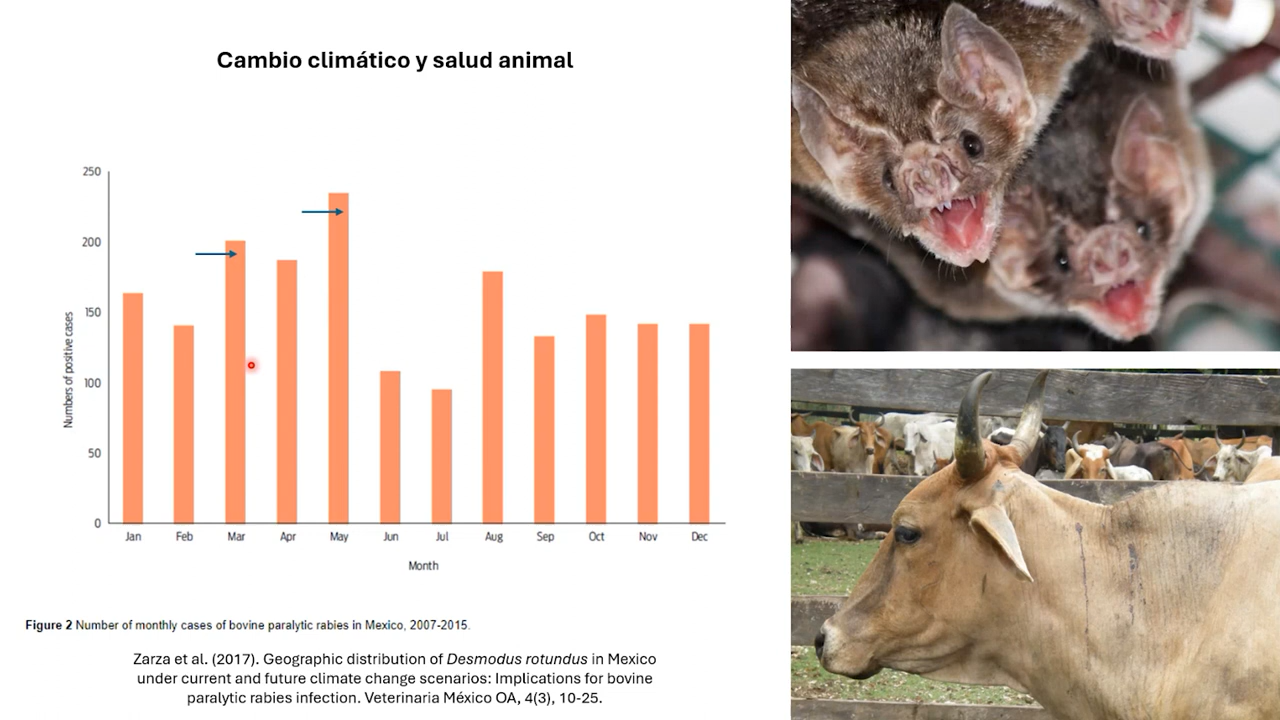 Cambio climático y salud animal
250
200
150
100
50
0
Numbers of positive cases
Jan Feb Mar Apr May Jun Jul Aug Sep Oct Nov Dec
Month
Figure 2 Number of monthly cases of bovine paralytic rabies in Mexico, 2007-2015.
Zarza et al. (2017). Geographic distribution of Desmodus rotundus in Mexico
under current and future climate change scenarios: Implications for bovine
paralytic rabies infection. Veterinaria México OA, 4(3), 10-25.